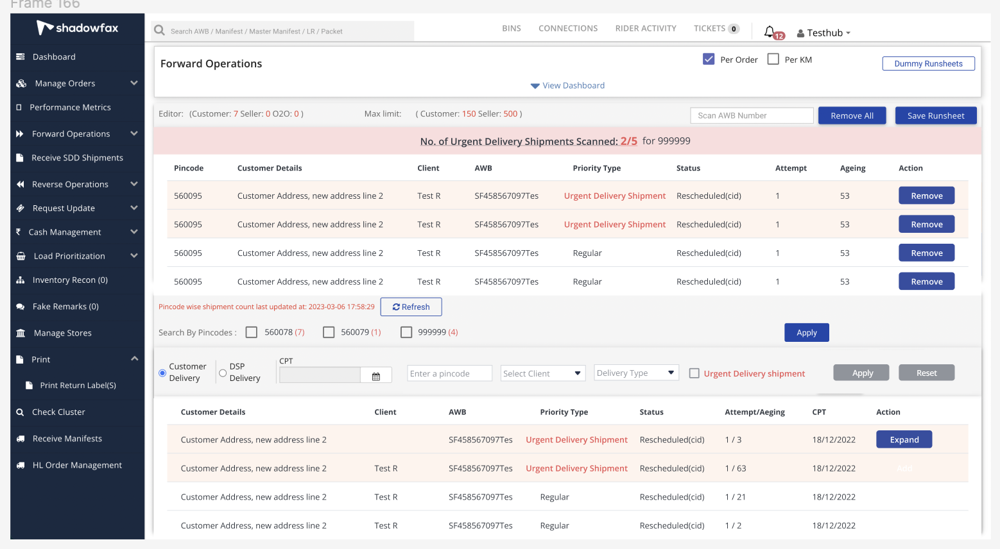 Frame 166
shadowfax
Search AWB / Manifest / Master Manifest / LR / Packet
BINS CONNECTIONS RIDER ACTIVITY TICKETS 0 12 Testhub
Dashboard
Manage Orders
Performance Metrics
Forward Operations
Receive SDD Shipments
Reverse Operations
Request Update
₹ Cash Management
Load Prioritization
Inventory Recon (0)
Fake Remarks (0)
Manage Stores
Print
Print Return Label(S)
Check Cluster
Receive Manifests
HL Order Management
Forward Operations
Per Order Per KM
Dummy Runsheets
View Dashboard
Editor: (Customer: 7 Seller: 0 O2O: 0 ) Max limit: ( Customer: 150 Seller: 500 )
Scan AWB Number Remove All Save Runsheet
No. of Urgent Delivery Shipments Scanned: 2/5 for 999999
Pincode Customer Details Client AWB Priority Type Status Attempt Ageing Action
560095 Customer Address, new address line 2 Test R SF458567097Tes Urgent Delivery Shipment Rescheduled(cid) 1 53 Remove
560095 Customer Address, new address line 2 Test R SF458567097Tes Urgent Delivery Shipment Rescheduled(cid) 1 53 Remove
560095 Customer Address, new address line 2 Test R SF458567097Tes Regular Rescheduled(cid) 1 53 Remove
560095 Customer Address, new address line 2 Test R SF458567097Tes Regular Rescheduled(cid) 1 53 Remove
Pincode wise shipment count last updated at: 2023-03-06 17:58:29 Refresh
Search By Pincodes : 560078 (7) 560079 (1) 999999 (4) Apply
CPT
Customer Delivery DSP Delivery Enter a pincode Select Client Delivery Type Urgent Delivery shipment Apply Reset
Customer Details Client AWB Priority Type Status Attempt/Aeging CPT Action
Customer Address, new address line 2 SF458567097Tes Urgent Delivery Shipment Rescheduled(cid) 1 / 3 18/12/2022 Expand
Customer Address, new address line 2 Test R SF458567097Tes Urgent Delivery Shipment Rescheduled(cid) 1 / 63 18/12/2022 Add
Customer Address, new address line 2 Test R SF458567097Tes Regular Rescheduled(cid) 1 / 21 18/12/2022
Customer Address, new address line 2 Test R SF458567097Tes Regular Rescheduled(cid) 1 / 2 18/12/2022